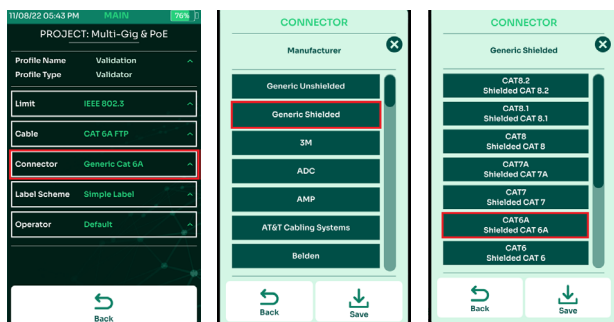 11/08/22 05:43 PM MAIN 76%
PROJECT: Multi-Gig & PoE
Profile Name Validation
Profile Type Validator
Limit IEEE 802.3
Cable CAT 6A FTP
Connector Generic Cat 6A
Label Scheme Simple Label
Operator Default
Back
CONNECTOR
Manufacturer
Generic Unshielded
Generic Shielded
3M
ADC
AMP
AT&T Cabling Systems
Belden
Back Save
CONNECTOR
Generic Shielded
CAT8.2
Shielded CAT 8.2
CAT8.1
Shielded CAT 8.1
CAT8
Shielded CAT 8
CAT7A
Shielded CAT 7A
CAT7
Shielded CAT 7
CAT6A
Shielded CAT 6A
CAT6
Shielded CAT 6
Back Save